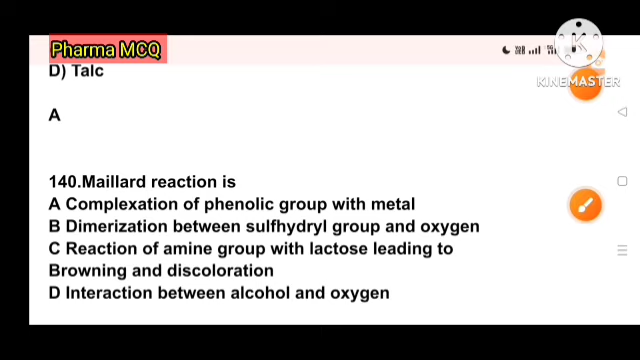 Pharma MCQ
KINEMASTER
D) Talc
A
140.Maillard reaction is
A Complexation of phenolic group with metal
B Dimerization between sulfhydryl group and oxygen
C Reaction of amine group with lactose leading to
Browning and discoloration
D Interaction between alcohol and oxygen